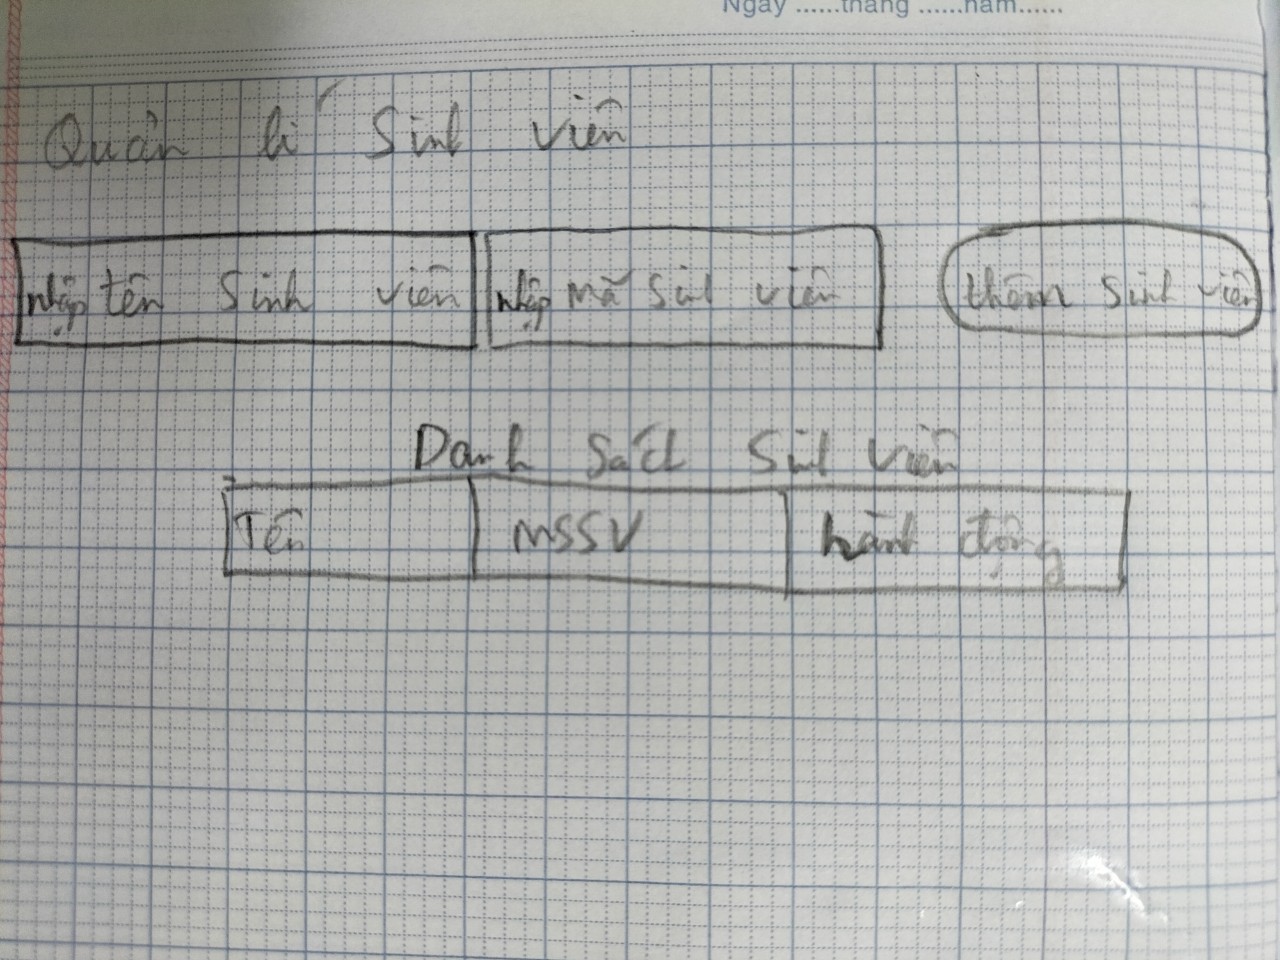 Ngày ......tháng ......năm......
Quản lí Sinh viên
nhập tên Sinh viên nhập mã Sinh viên thêm Sinh viên
Danh Sách Sinh viên
Tên MSSV hành động